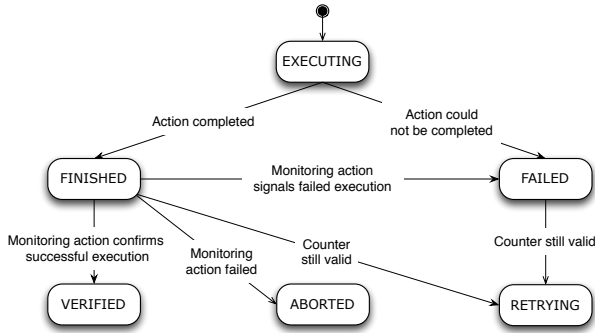 EXECUTING
Action completed
Action could
not be completed
FINISHED
Monitoring action
signals failed execution
FAILED
Monitoring action confirms
successful execution
Monitoring
action failed
Counter
still valid
Counter still valid
VERIFIED
ABORTED
RETRYING